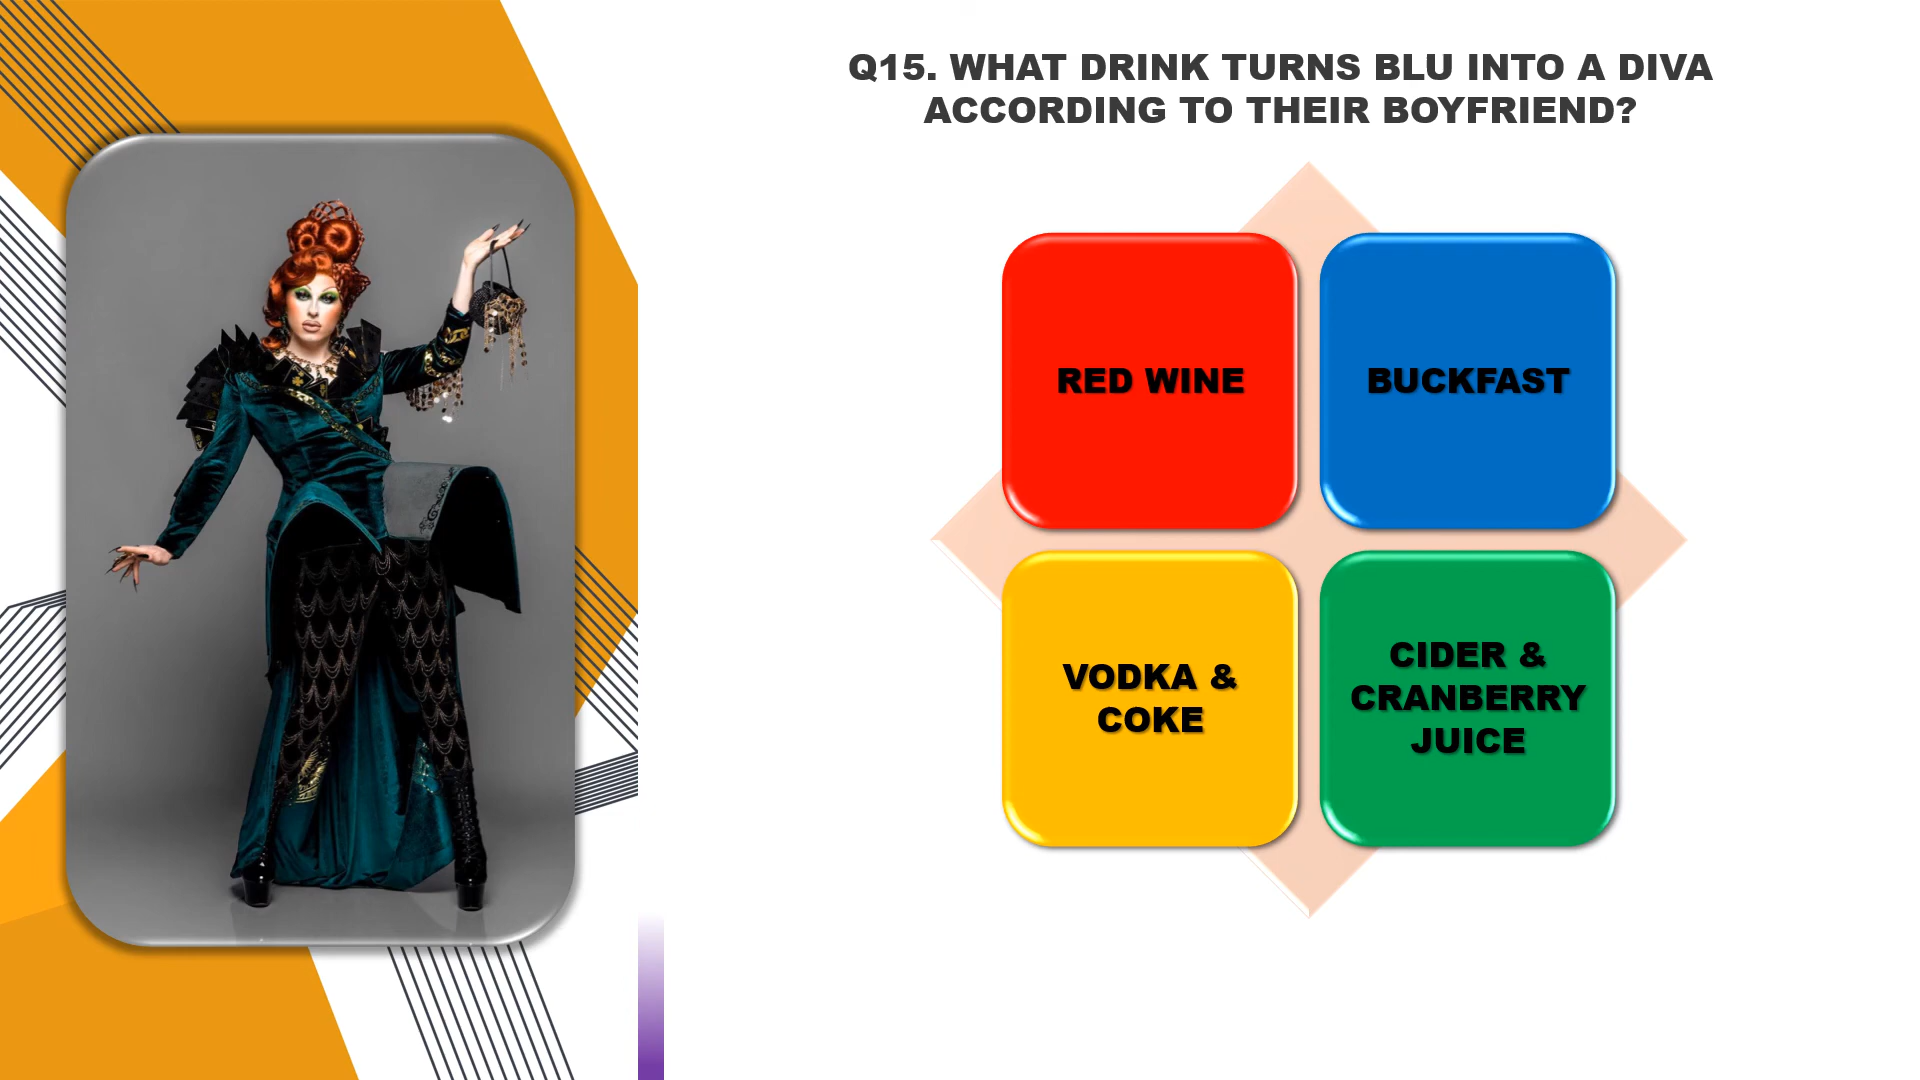 Q15. WHAT DRINK TURNS BLU INTO A DIVA
ACCORDING TO THEIR BOYFRIEND?
RED WINE
BUCKFAST
VODKA &
COKE
CIDER &
CRANBERRY
JUICE